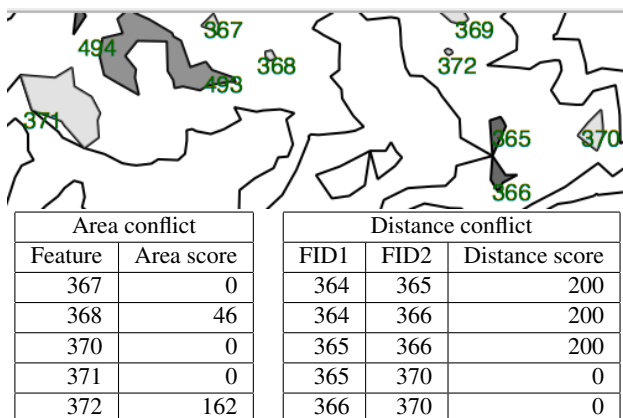 367
369
494
368
372
493
371
365
370
366
Area conflict
Feature Area score
367 0
368 46
370 0
371 0
372 162
Distance conflict
FID1 FID2 Distance score
364 365 200
364 366 200
365 366 200
365 370 0
366 370 0